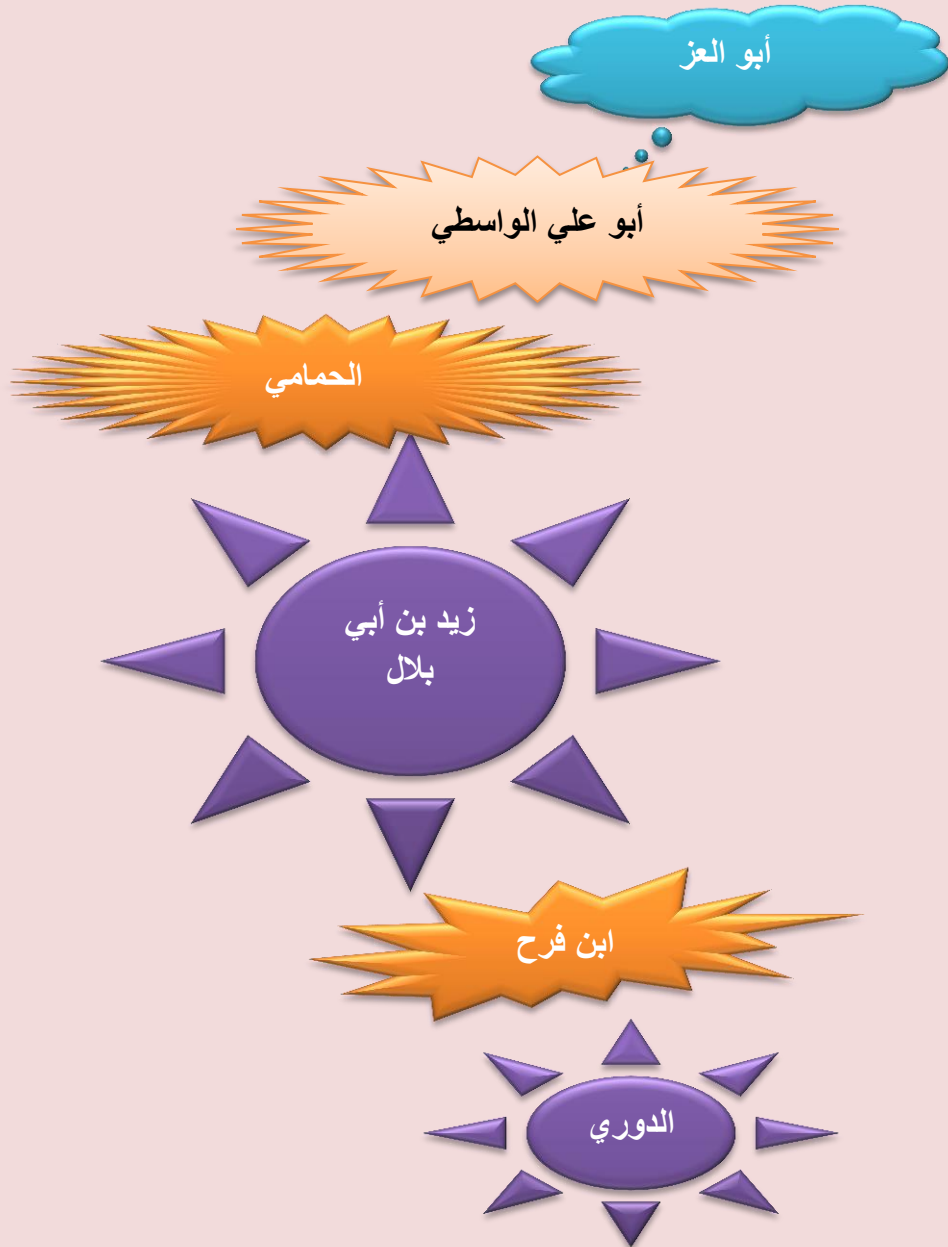 أبو العز
أبو علي الواسطي
الحمامي
زيد بن أبي
بلال
ابن فرح
الدوري